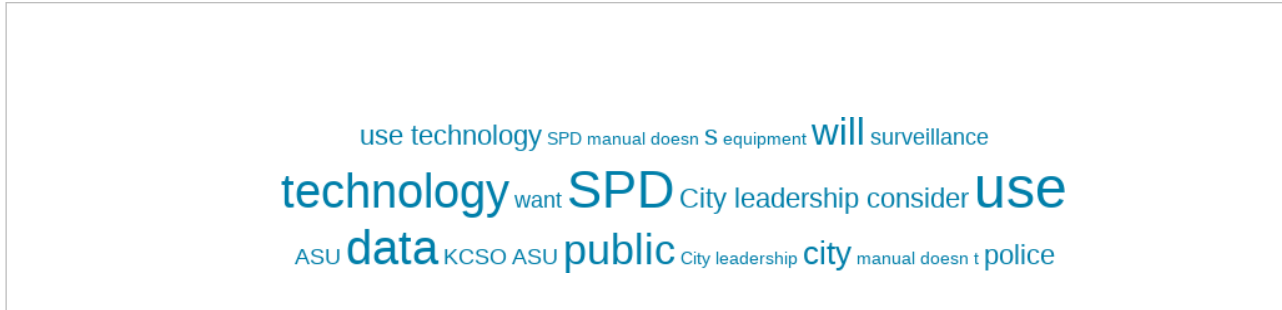 use technology SPD manual doesn s equipment will surveillance
technology want SPD City leadership consider use
ASU data KCSO ASU public City leadership city manual doesn t police